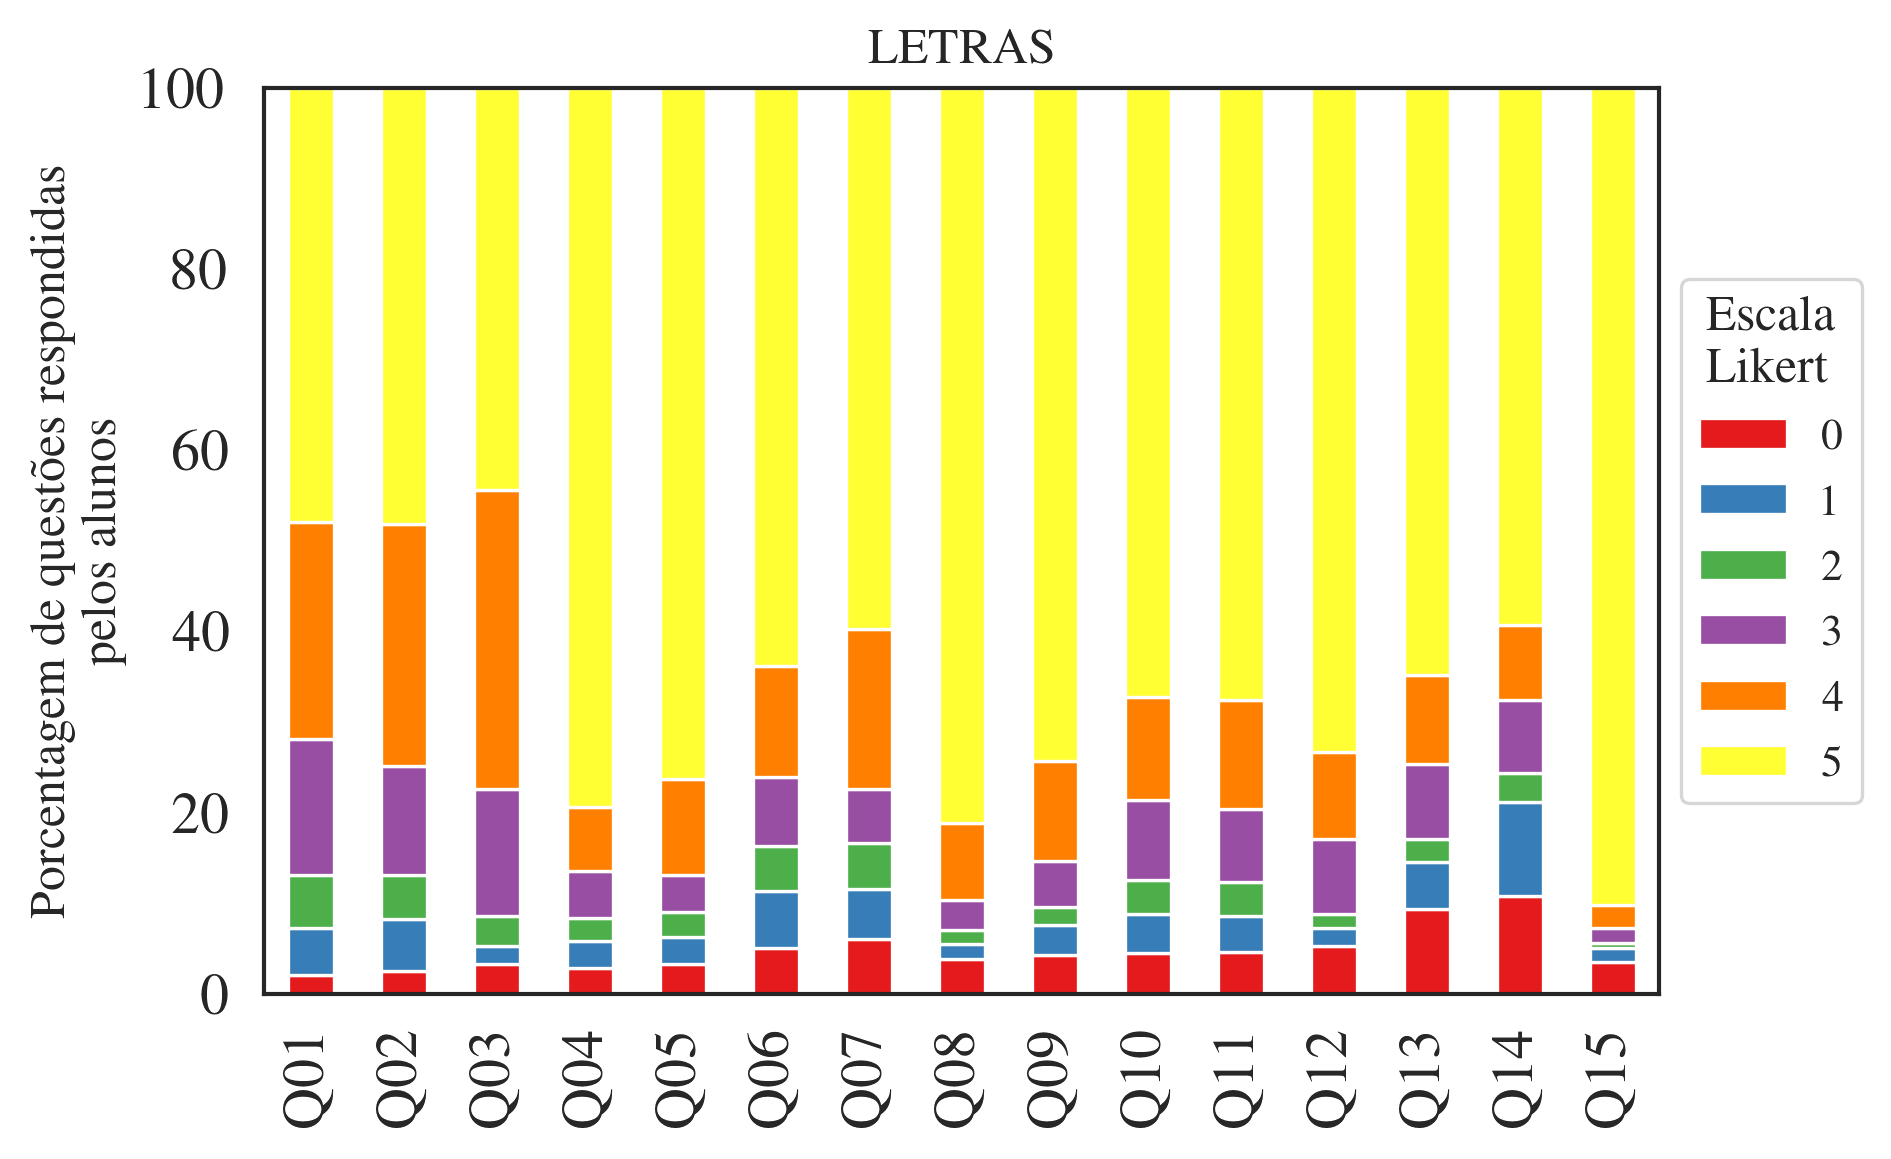 LETRAS
Porcentagem de questões respondidas
pelos alunos
100
80
60
40
20
0
Q01
Q02
Q03
Q04
Q05
Q06
Q07
Q08
Q09
Q10
Q11
Q12
Q13
Q14
Q15
Escala
Likert
0
1
2
3
4
5